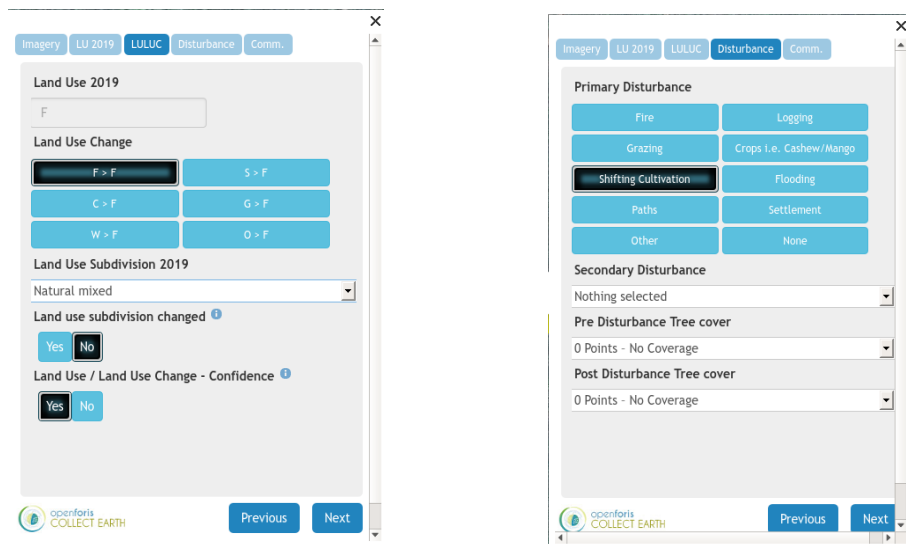 Imagery LU 2019 LULUC Disturbance Comm.
Land Use 2019
F
Land Use Change
F > F S > F
C > F G > F
W > F O > F
Land Use Subdivision 2019
Natural mixed
Land use subdivision changed
Yes No
Land Use / Land Use Change - Confidence
Yes No
openforis
COLLECT EARTH
Previous Next
Imagery LU 2019 LULUC Disturbance Comm.
Primary Disturbance
Fire Logging
Grazing Crops i.e. Cashew/Mango
Shifting Cultivation Flooding
Paths Settlement
Other None
Secondary Disturbance
Nothing selected
Pre Disturbance Tree cover
0 Points - No Coverage
Post Disturbance Tree cover
0 Points - No Coverage
openforis
COLLECT EARTH
Previous Next